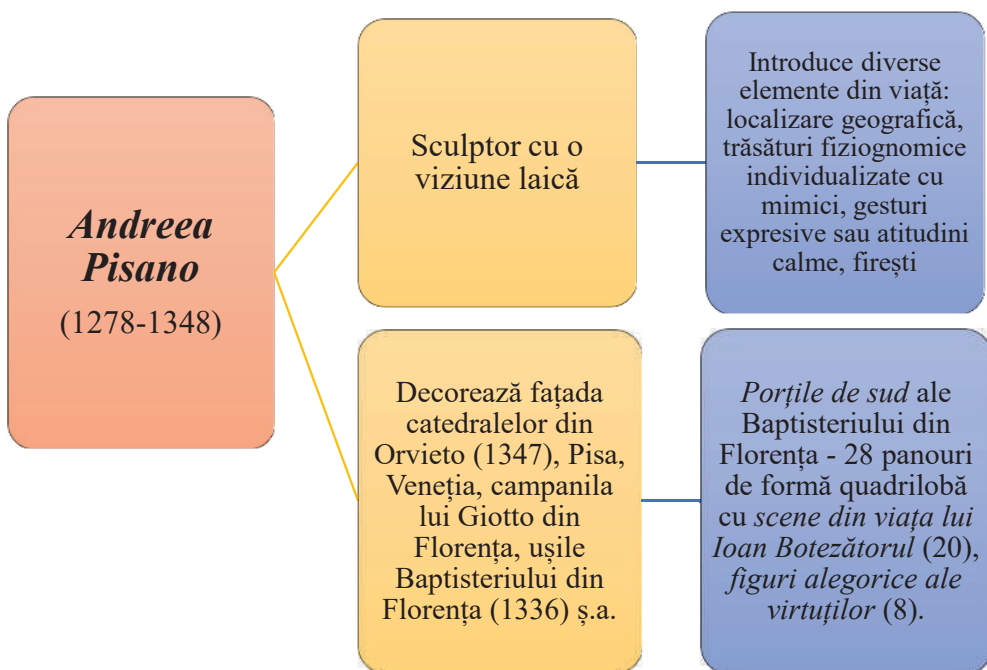 Andreea
Pisano
(1278-1348)
Sculptor cu o
viziune laică
Introduce diverse
elemente din viață:
localizare geografică,
trăsături fiziognomice
individualizate cu
mimici, gesturi
expresive sau atitudini
calme, firești
Decorează fațada
catedralelor din
Orvieto (1347), Pisa,
Veneția, campanila
lui Giotto din
Florența, ușile
Baptisteriului din
Florența (1336) ș.a.
Porțile de sud ale
Baptisteriului din
Florența - 28 panouri
de formă quadrilobă
cu scene din viața lui
Ioan Botezătorul (20),
figuri alegorice ale
virtuților (8).